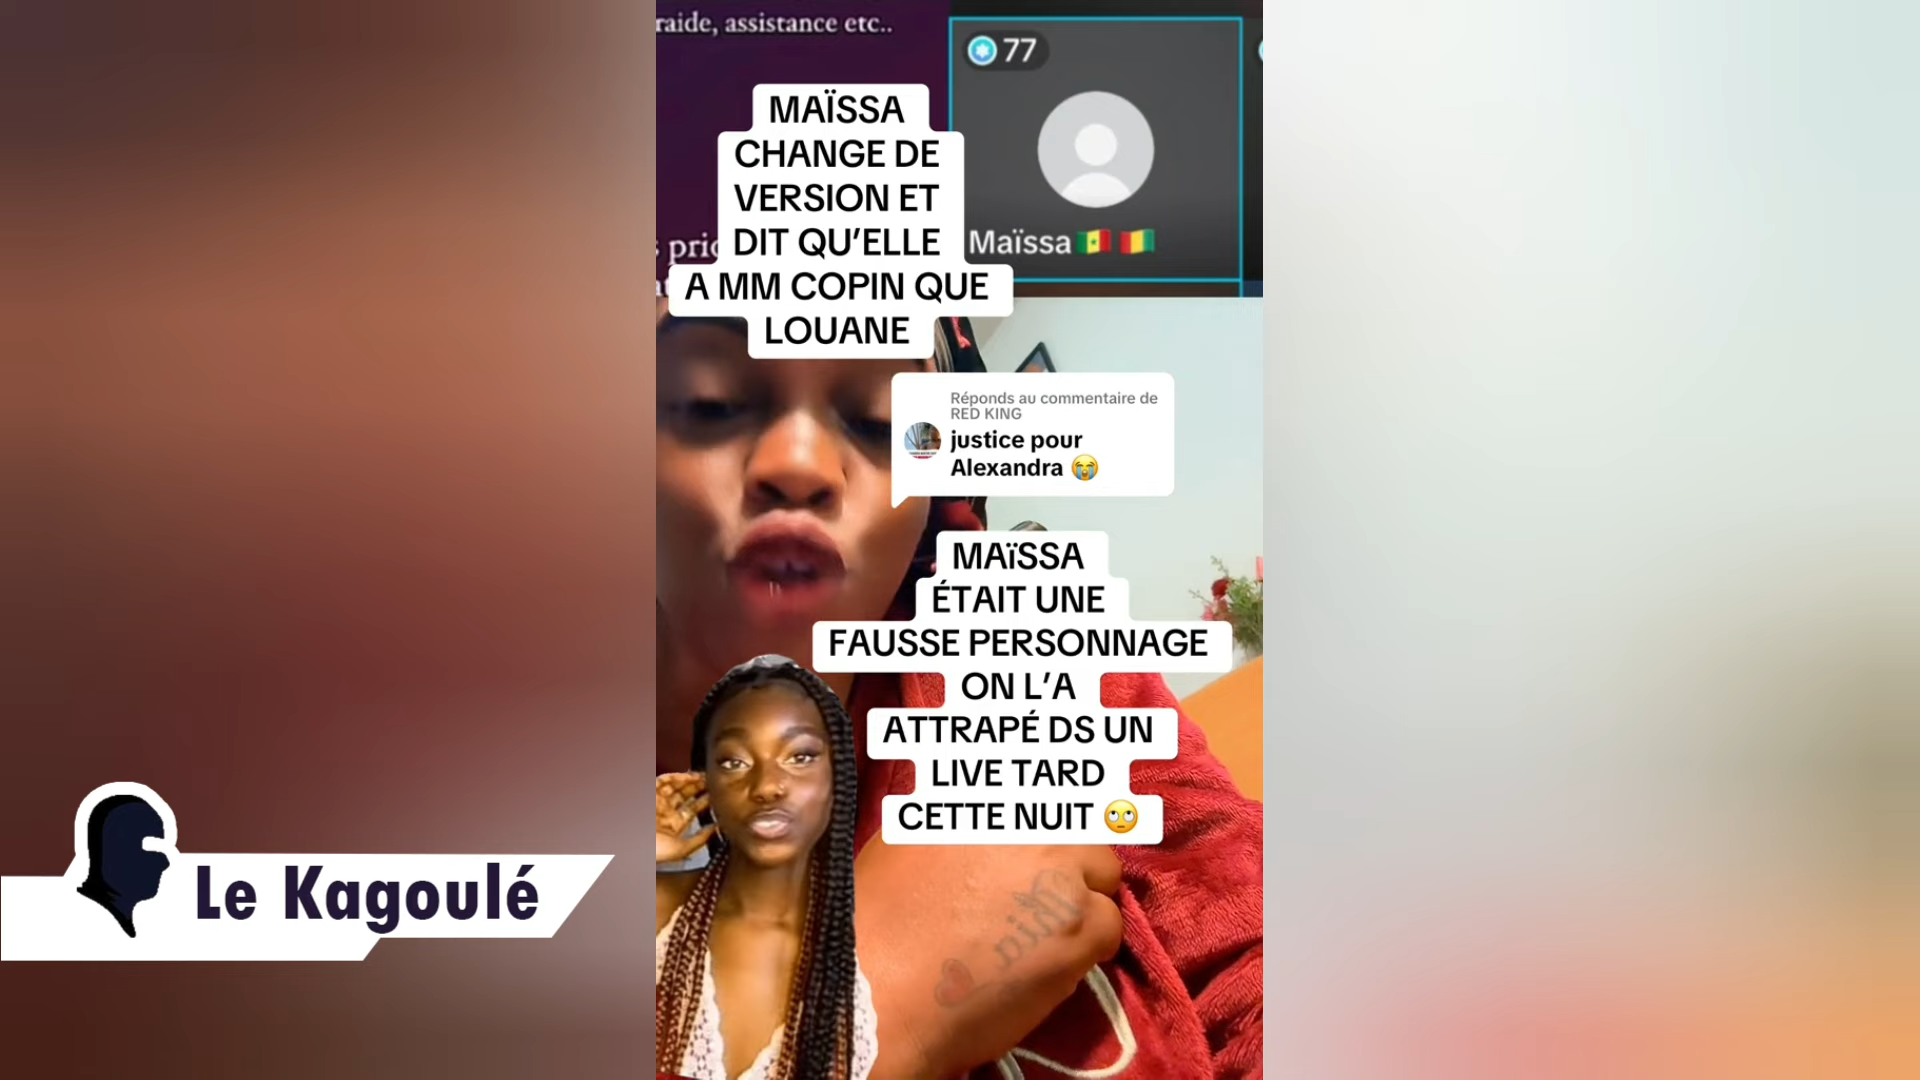 raide, assistance etc..
77
MAÏSSA
CHANGE DE
VERSION ET
DIT QU'ELLE
A MM COPIN QUE
LOUANE
Maïssa🇸🇳 🇬🇳
Réponds au commentaire de
RED KING
justice pour
Alexandra 😭
MAïSSA
ÉTAIT UNE
FAUSSE PERSONNAGE
ON L'A
ATTRAPÉ DS UN
LIVE TARD
CETTE NUIT 🙄
Le Kagoulé